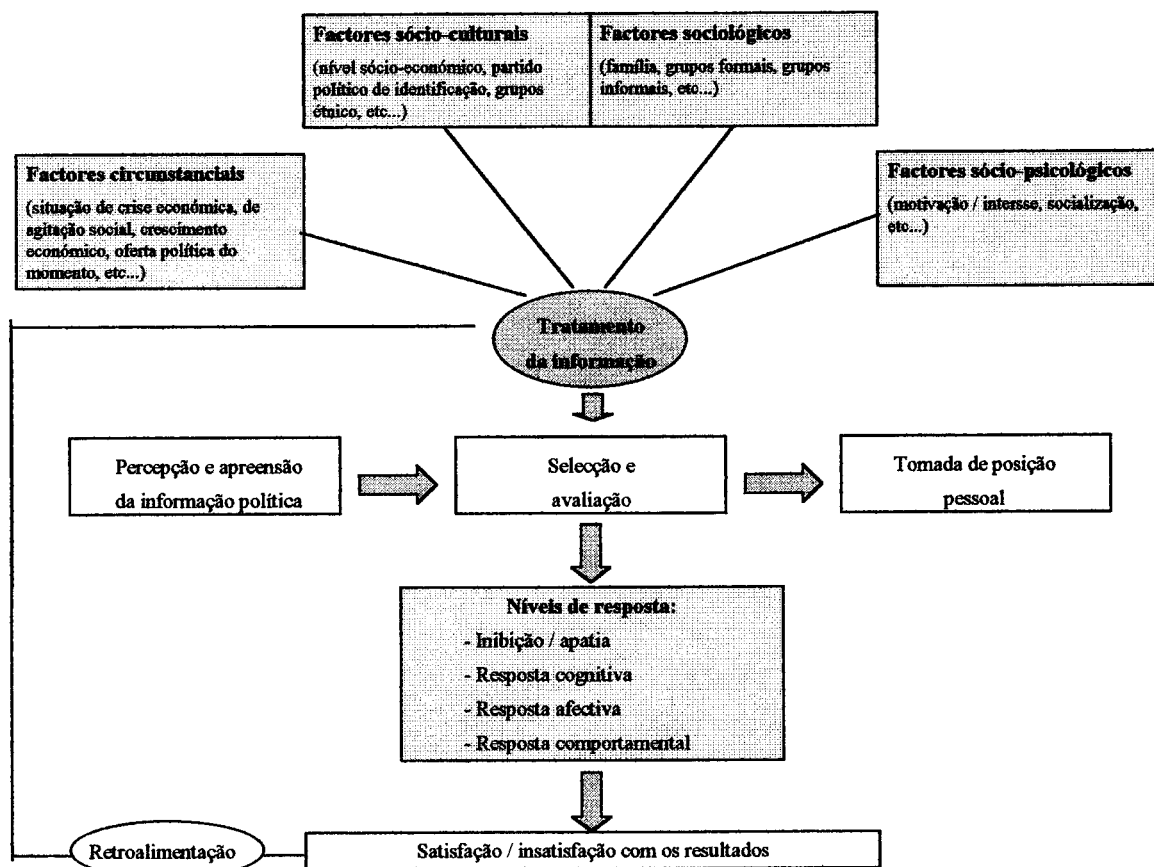 Factores sócio-culturais
(nível sócio-económico, partido
político de identificação, grupos
étnico, etc...)
Factores sociológicos
(família, grupos formais, grupos
informais, etc...)
Factores circunstanciais
(situação de crise económica, de
agitação social, crescimento
económico, oferta política do
momento, etc...)
Factores sócio-psicológicos
(motivação / intersse, socialização,
etc...)
Tratamento
da informação
Percepção e apreensão
da informação política
Selecção e
avaliação
Tomada de posição
pessoal
Níveis de resposta:
- Inibição / apatia
- Resposta cognitiva
- Resposta afectiva
- Resposta comportamental
Retroalimentação
Satisfação / insatisfação com os resultados